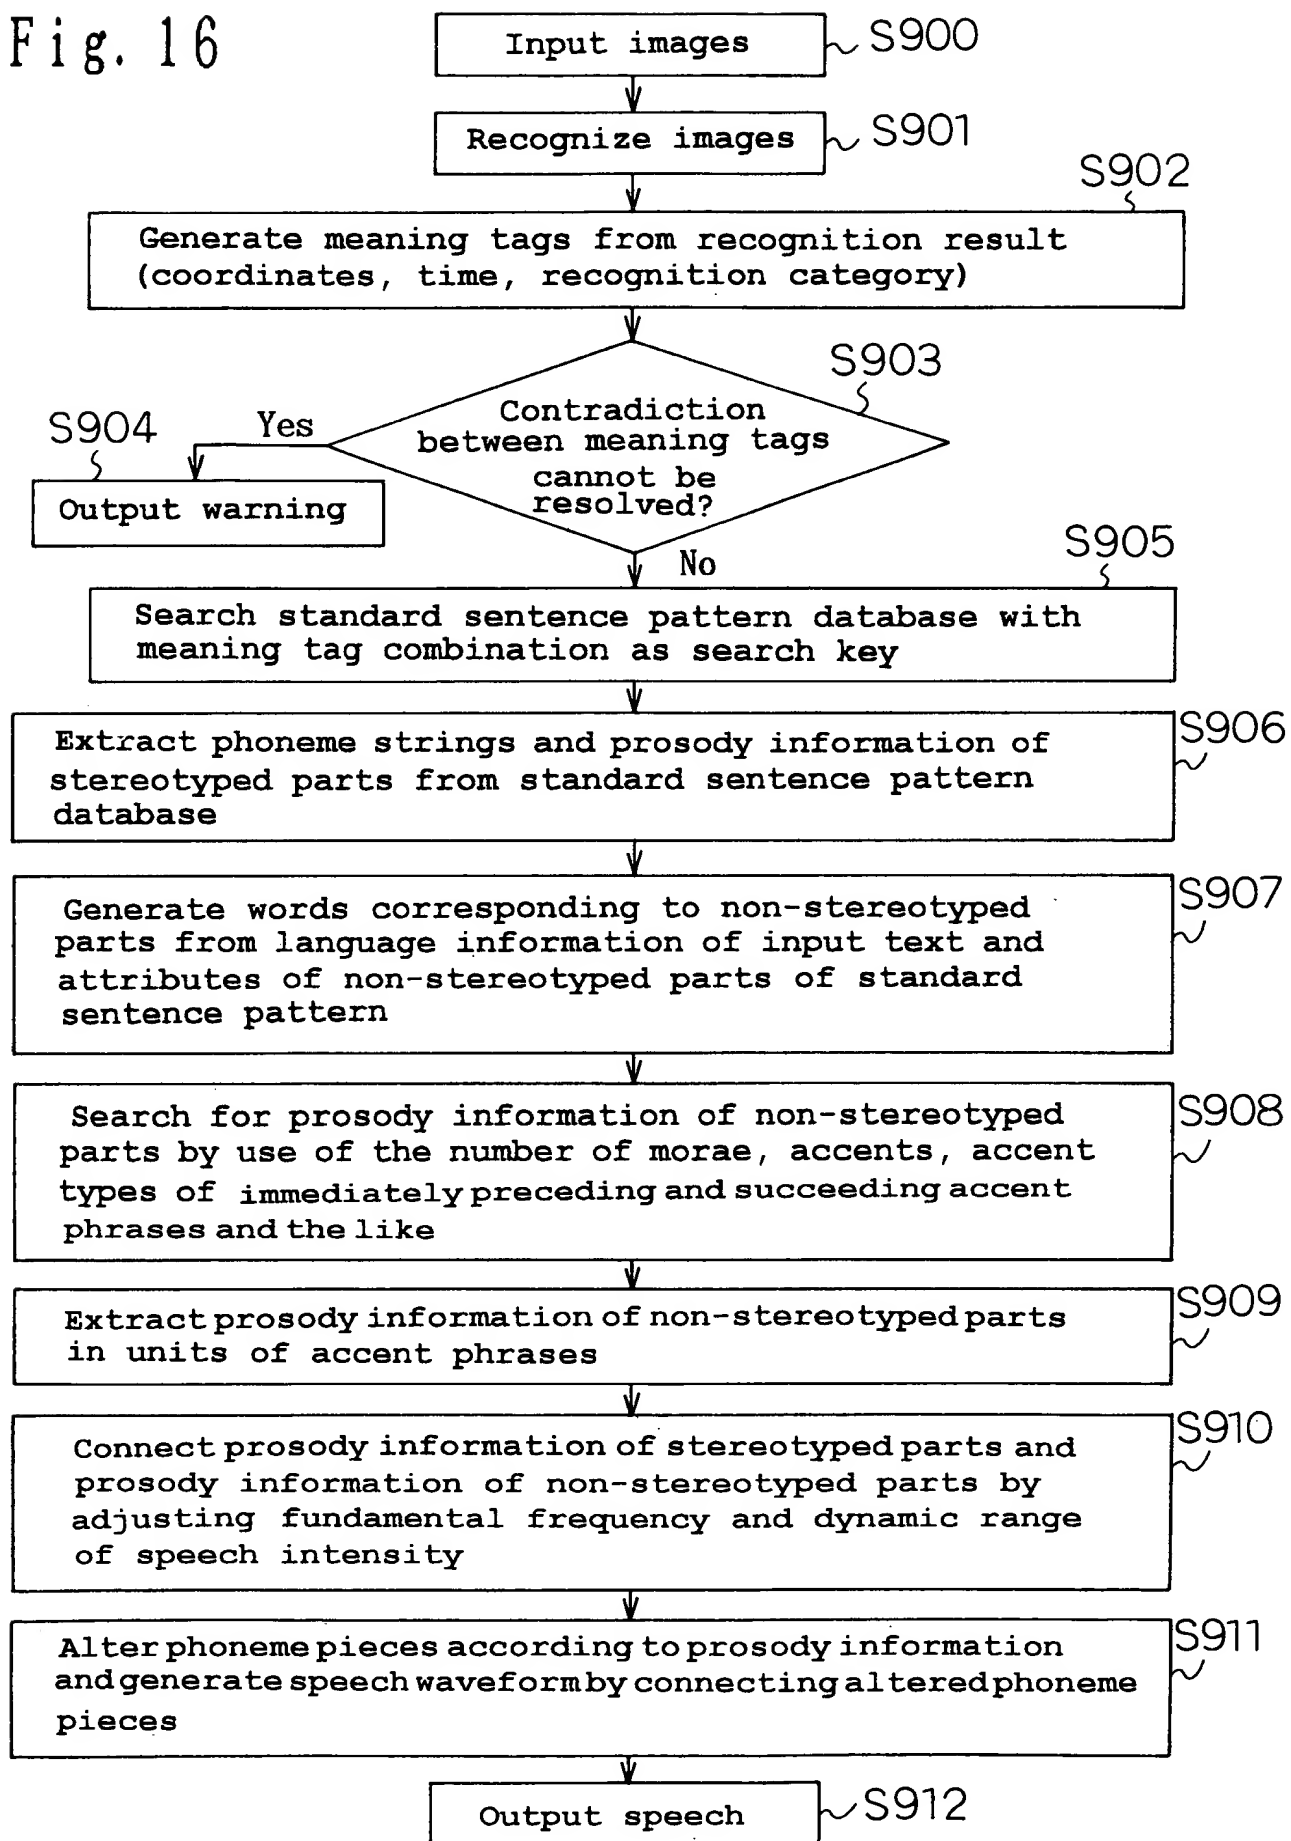 Fig. 16
Input images
S900
Recognize images
S901
S902
Generate meaning tags from recognition result
(coordinates, time, recognition category)
S903
Contradiction
between meaning tags
cannot be
resolved?
Yes
S904
Output warning
No
S905
Search standard sentence pattern database with
meaning tag combination as search key
S906
Extract phoneme strings and prosody information of
stereotyped parts from standard sentence pattern
database
S907
Generate words corresponding to non-stereotyped
parts from language information of input text and
attributes of non-stereotyped parts of standard
sentence pattern
S908
Search for prosody information of non-stereotyped
parts by use of the number of morae, accents, accent
types of immediately preceding and succeeding accent
phrases and the like
S909
Extract prosody information of non-stereotyped parts
in units of accent phrases
S910
Connect prosody information of stereotyped parts and
prosody information of non-stereotyped parts by
adjusting fundamental frequency and dynamic range
of speech intensity
S911
Alter phoneme pieces according to prosody information
and generate speech waveform by connecting altered phoneme
pieces
Output speech
S912